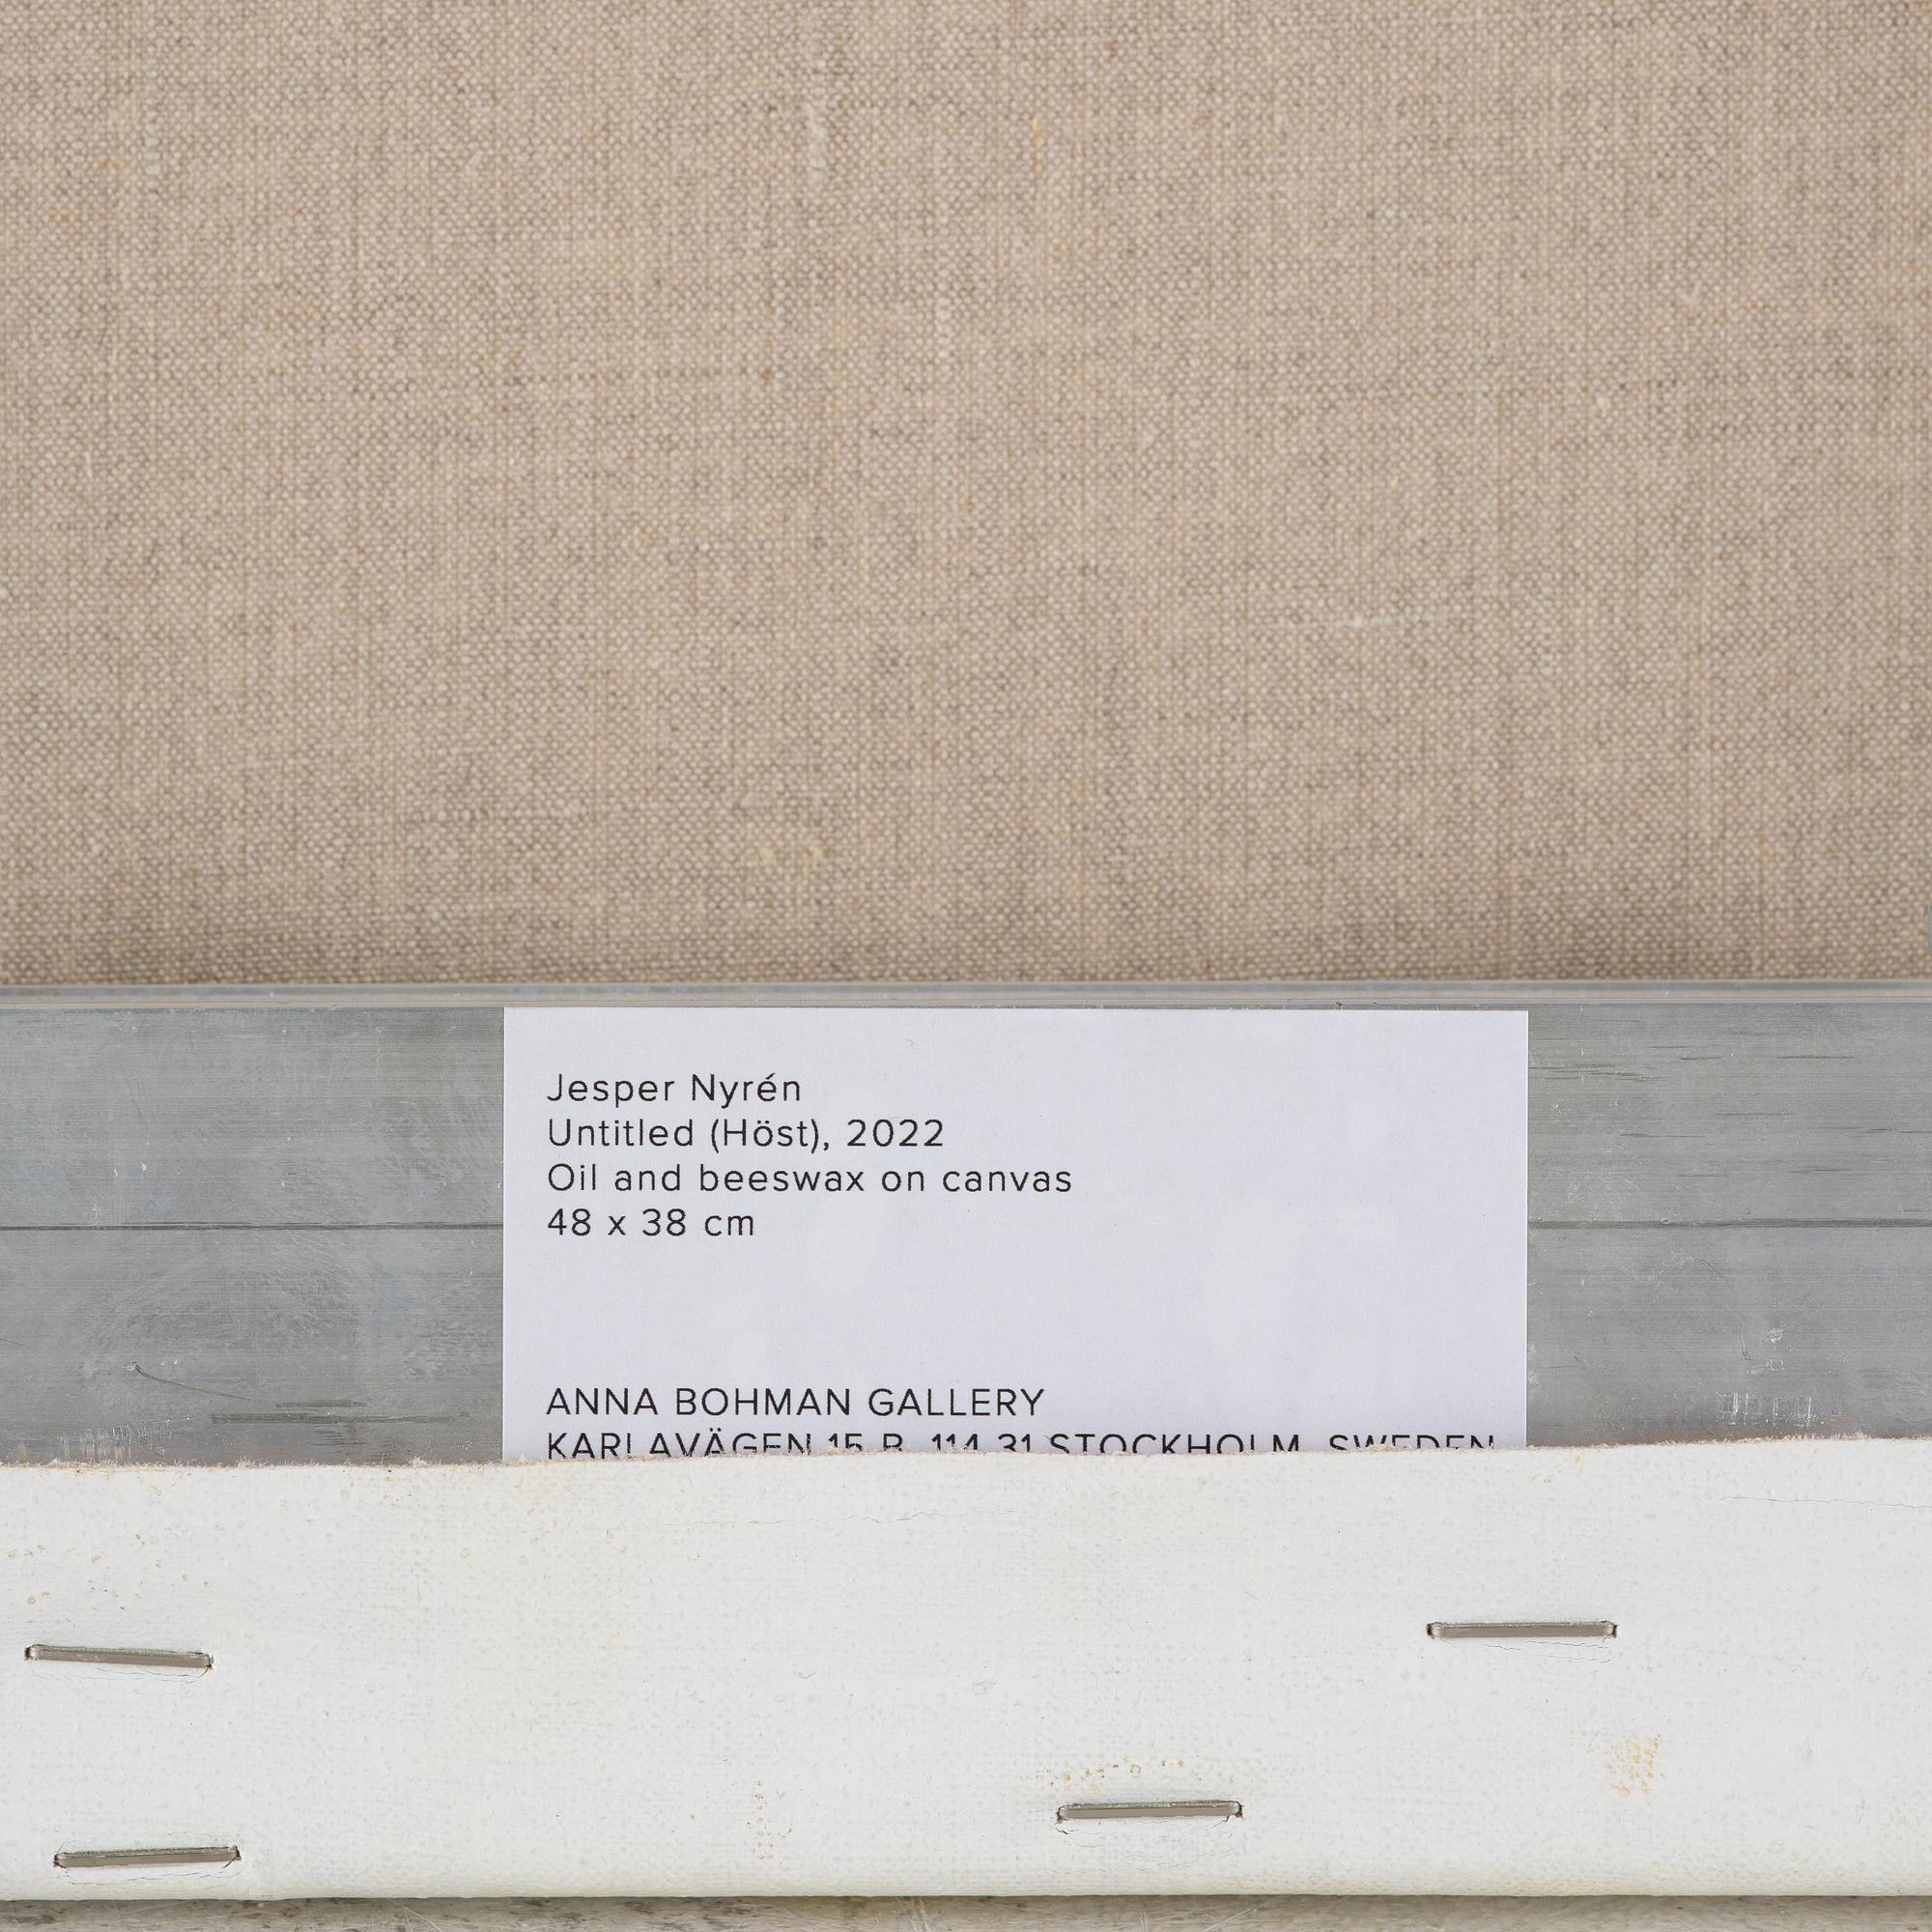 Jesper Nyrén
Untitled (Höst), 2022
Oil and beeswax on canvas
48 x 38 cm
ANNA BOHMAN GALLERY
KARLAVÄGEN 15 B, 114 31 STOCKHOLM, SWEDEN